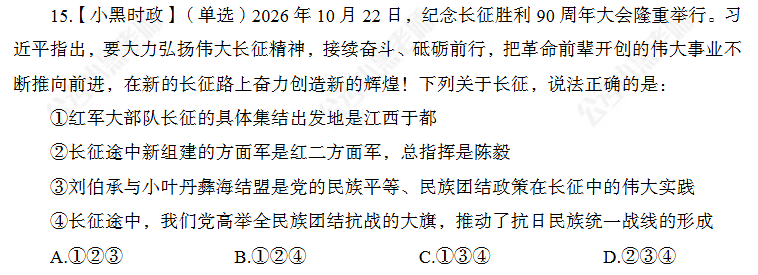 15.【小黑时政】（单选）2026 年 10 月 22 日，纪念长征胜利 90 周年大会隆重举行。习
近平指出，要大力弘扬伟大长征精神，接续奋斗、砥砺前行，把革命前辈开创的伟大事业不
断推向前进，在新的长征路上奋力创造新的辉煌！下列关于长征，说法正确的是：
①红军大部队长征的具体集结出发地是江西于都
②长征途中新组建的方面军是红二方面军，总指挥是陈毅
③刘伯承与小叶丹彝海结盟是党的民族平等、民族团结政策在长征中的伟大实践
④长征途中，我们党高举全民族团结抗战的大旗，推动了抗日民族统一战线的形成
A.①②③ B.①②④ C.①③④ D.②③④